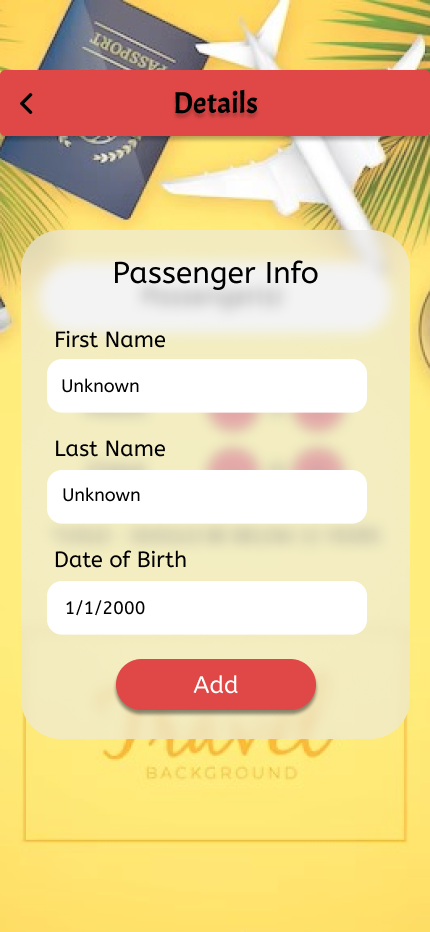 PASSPORT
Details
Passenger Info
First Name
Unknown
Last Name
Unknown
Date of Birth
1/1/2000
Add
Travel
BACKGROUND